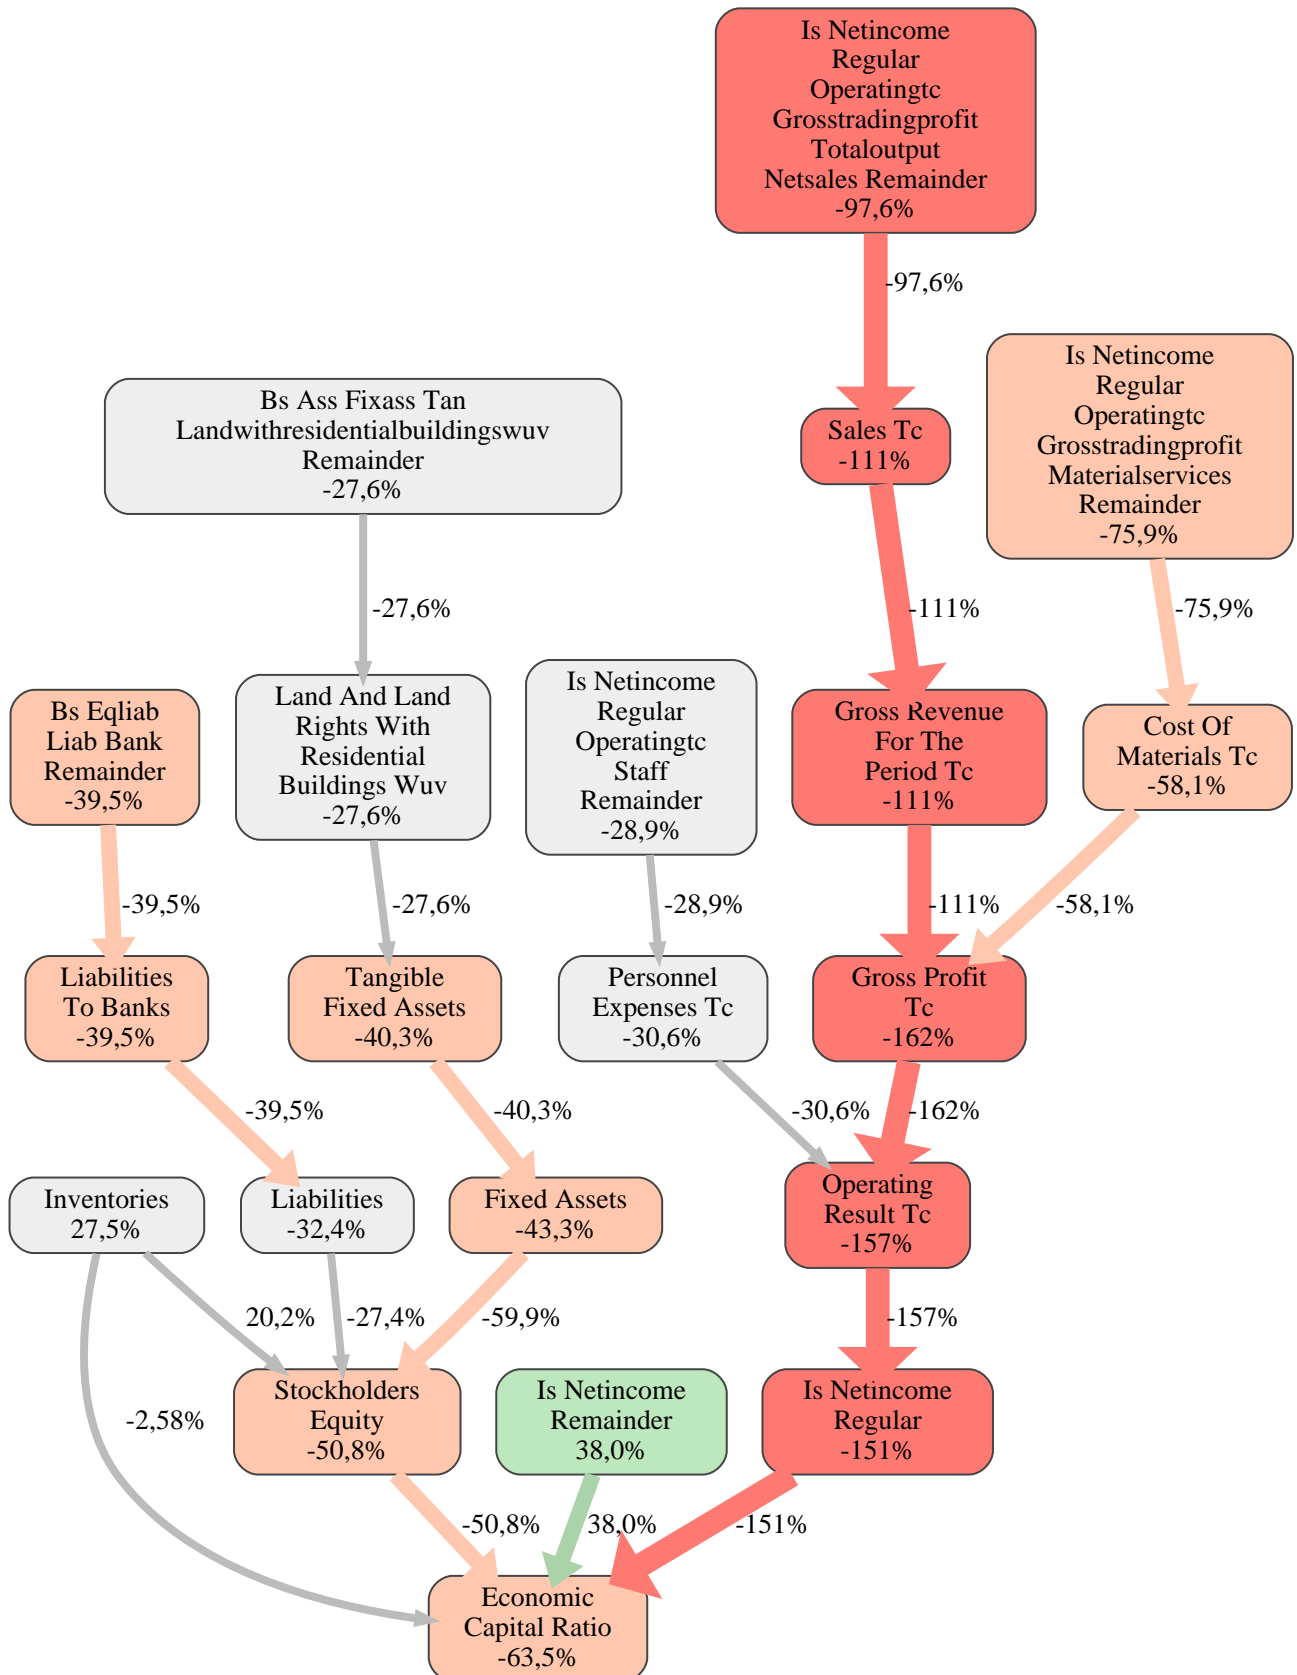 Is Netincome
Regular
Operatingtc
Grosstradingprofit
Totaloutput
Netsales Remainder
-97,6%
-97,6%
Is Netincome
Regular
Operatingtc
Grosstradingprofit
Materialservices
Remainder
-75,9%
Bs Ass Fixass Tan
Landwithresidentialbuildingswuv
Remainder
-27,6%
Sales Tc
-111%
-27,6%
-111%
-75,9%
Bs Eqliab
Liab Bank
Remainder
-39,5%
Land And Land
Rights With
Residential
Buildings Wuv
-27,6%
Is Netincome
Regular
Operatingtc
Staff
Remainder
-28,9%
Gross Revenue
For The
Period Tc
-111%
Cost Of
Materials Tc
-58,1%
-39,5%
-27,6%
-28,9%
-111%
-58,1%
Liabilities
To Banks
-39,5%
Tangible
Fixed Assets
-40,3%
Personnel
Expenses Tc
-30,6%
Gross Profit
Tc
-162%
-39,5%
-40,3%
-30,6%
-162%
Inventories
27,5%
Liabilities
-32,4%
Fixed Assets
-43,3%
Operating
Result Tc
-157%
20,2%
-27,4%
-59,9%
-157%
-2,58%
Stockholders
Equity
-50,8%
Is Netincome
Remainder
38,0%
Is Netincome
Regular
-151%
-50,8%
38,0%
-151%
Economic
Capital Ratio
-63,5%